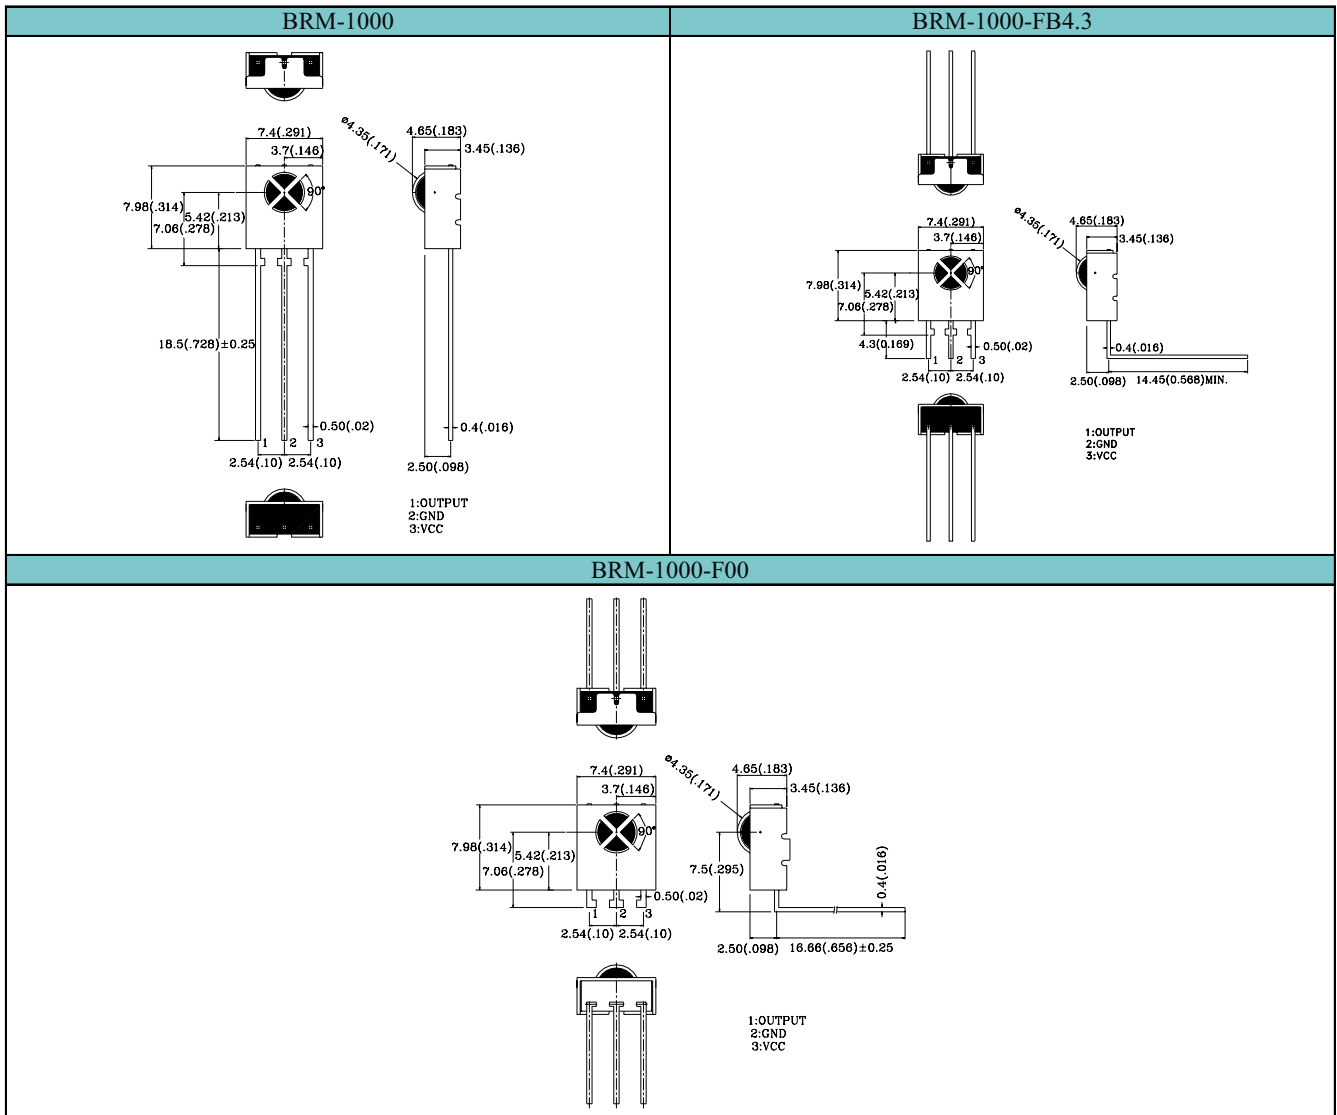 BRM-1000
7.4(.291)
3.7(.146)
ø4.35(.171)
4.65(.183)
3.45(.136)
90°
7.98(.314)
5.42(.213)
7.06(.278)
18.5(.728)±0.25
0.50(.02)
1 2 3
2.54(.10) 2.54(.10)
0.4(.016)
2.50(.098)
1:OUTPUT
2:GND
3:VCC
BRM-1000-FB4.3
7.4(.291)
3.7(.146)
ø4.35(.171)
4.65(.183)
3.45(.136)
90°
7.98(.314)
5.42(.213)
7.06(.278)
4.3(0.169)
0.50(.02)
1 2 3
2.54(.10) 2.54(.10)
0.4(.016)
2.50(.098) 14.45(0.568)MIN.
1:OUTPUT
2:GND
3:VCC
BRM-1000-F00
7.4(.291)
3.7(.146)
ø4.35(.171)
4.65(.183)
3.45(.136)
90°
7.98(.314)
5.42(.213)
7.06(.278)
0.50(.02)
1 2 3
2.54(.10) 2.54(.10)
7.5(.295)
0.4(.016)
2.50(.098) 16.66(.656)±0.25
1:OUTPUT
2:GND
3:VCC